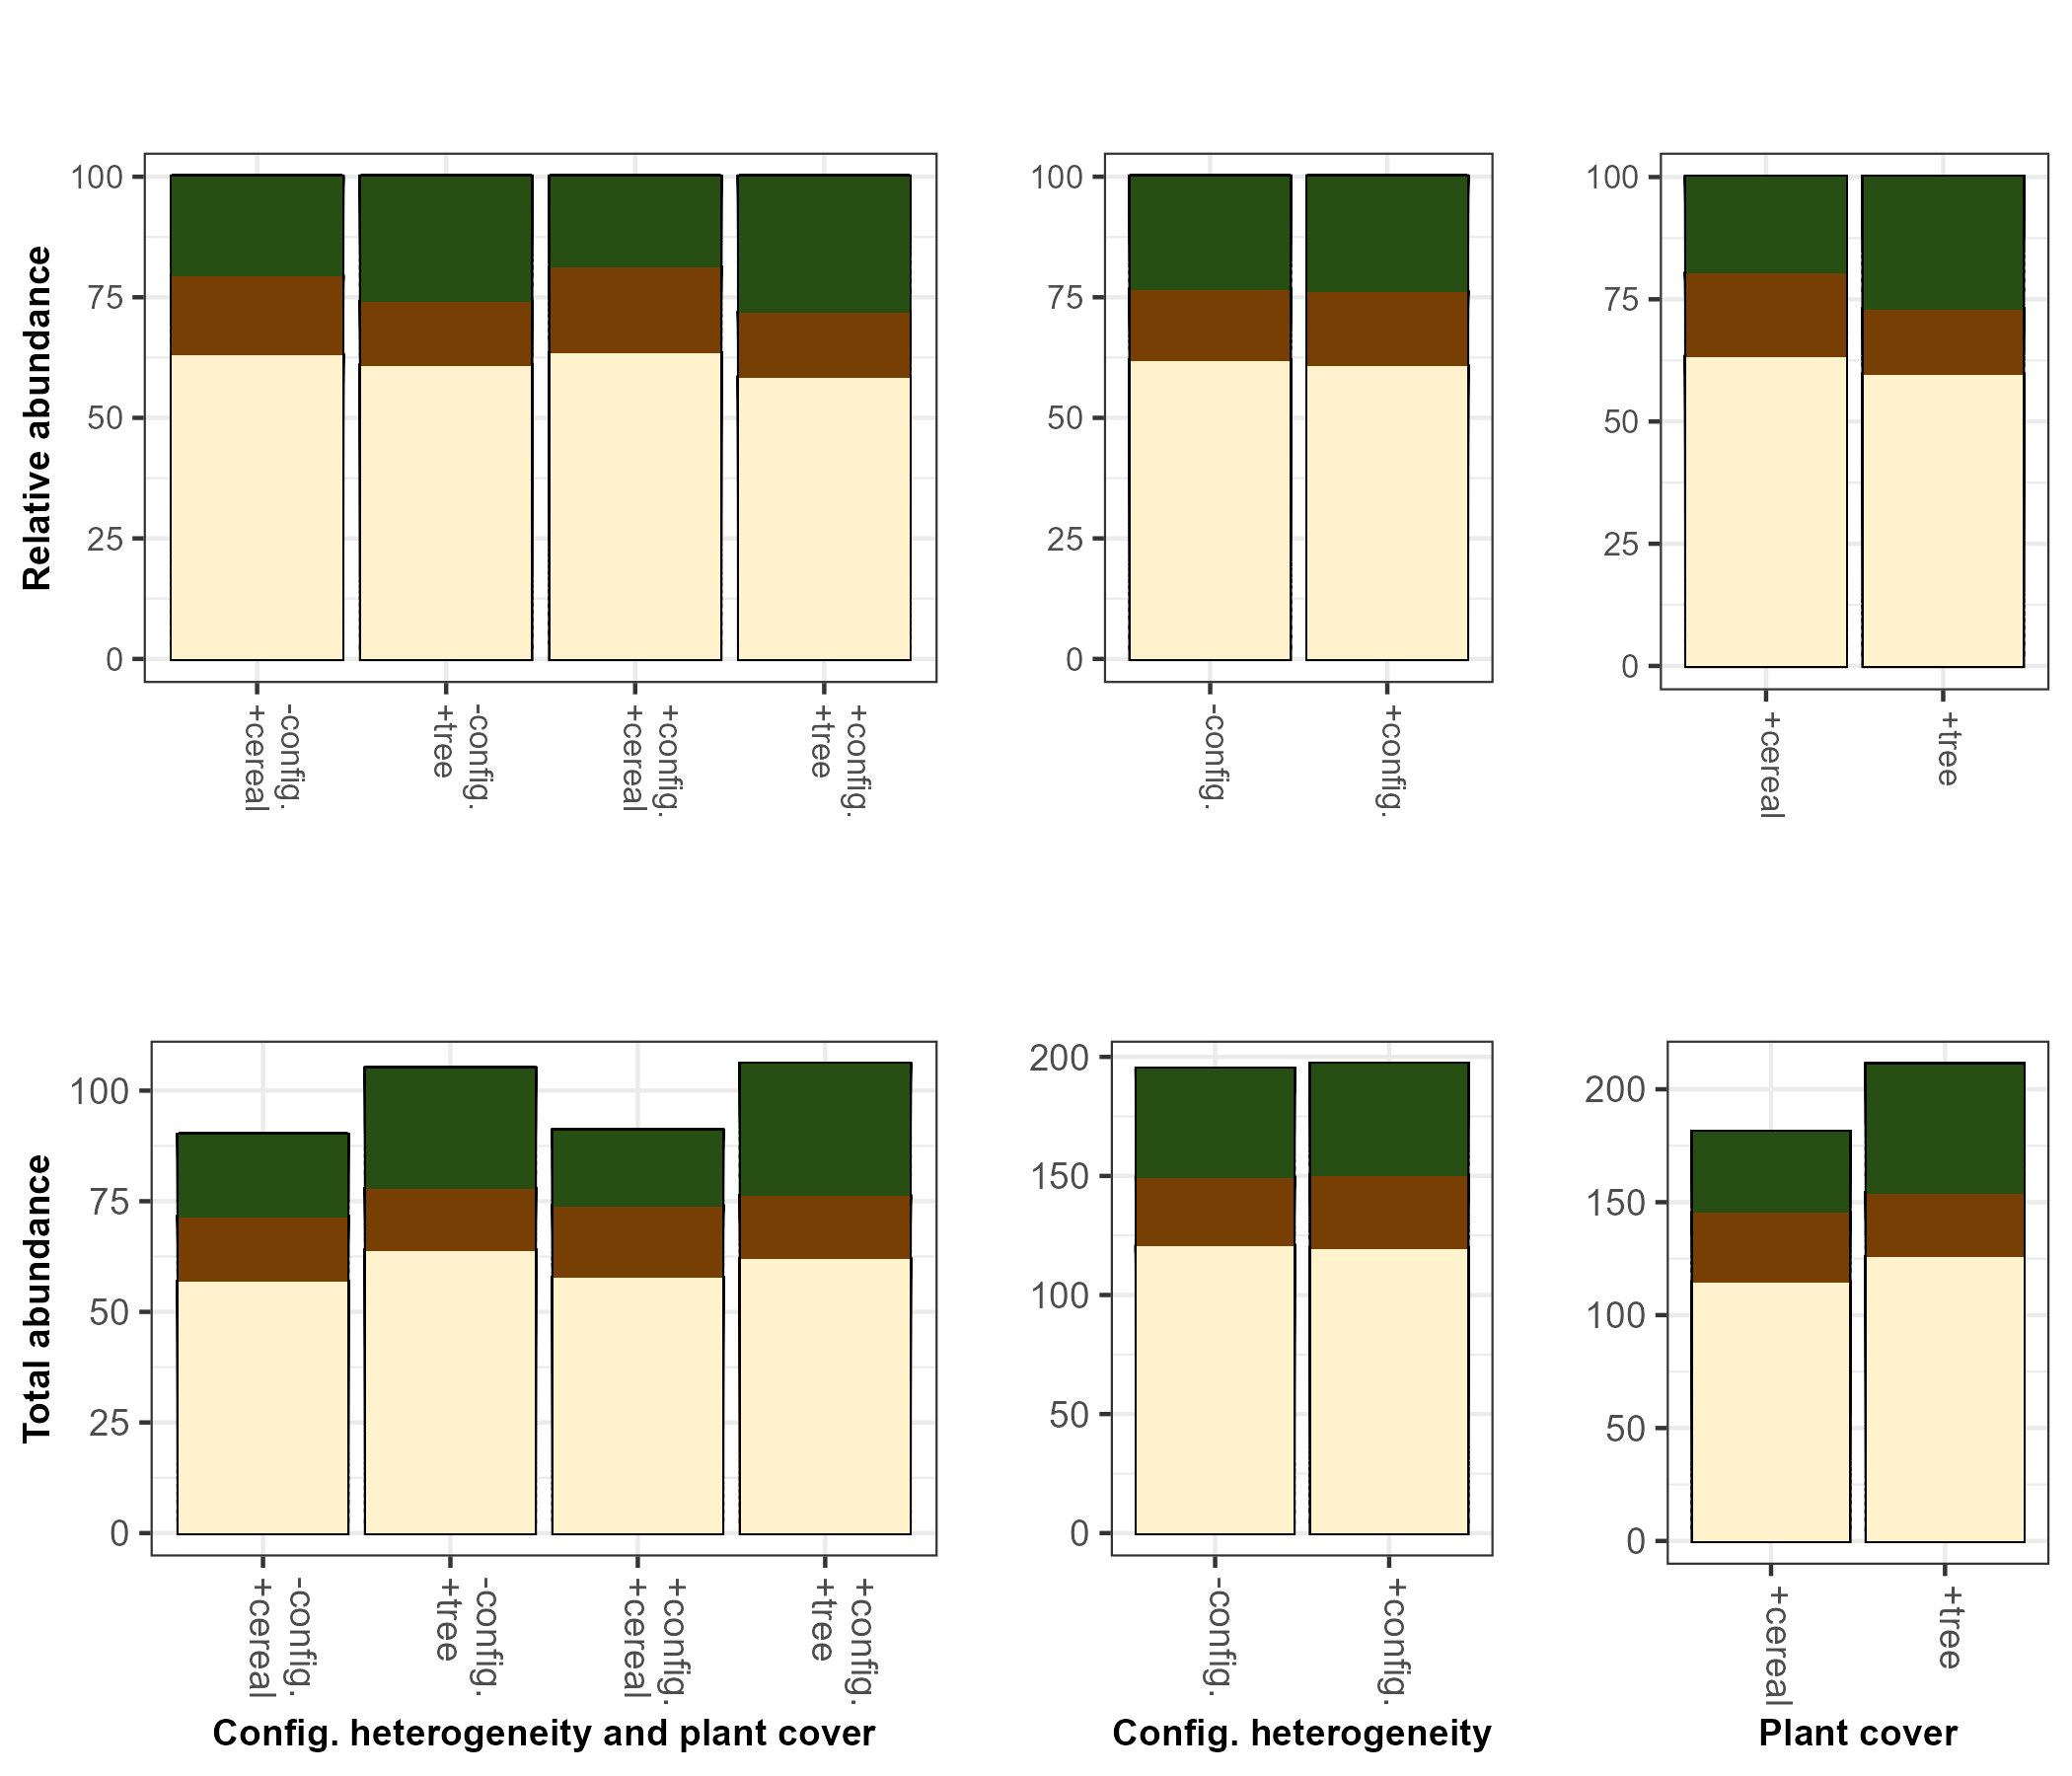 Relative abundance
100
75
50
25
0
-config.
+cereal
-config.
+tree
+config.
+cereal
+config.
+tree
100
75
50
25
0
-config.
+config.
100
75
50
25
0
+cereal
+tree
Total abundance
100
75
50
25
0
-config.
+cereal
-config.
+tree
+config.
+cereal
+config.
+tree
Config. heterogeneity and plant cover
200
150
100
50
0
-config.
+config.
Config. heterogeneity
200
150
100
50
0
+cereal
+tree
Plant cover